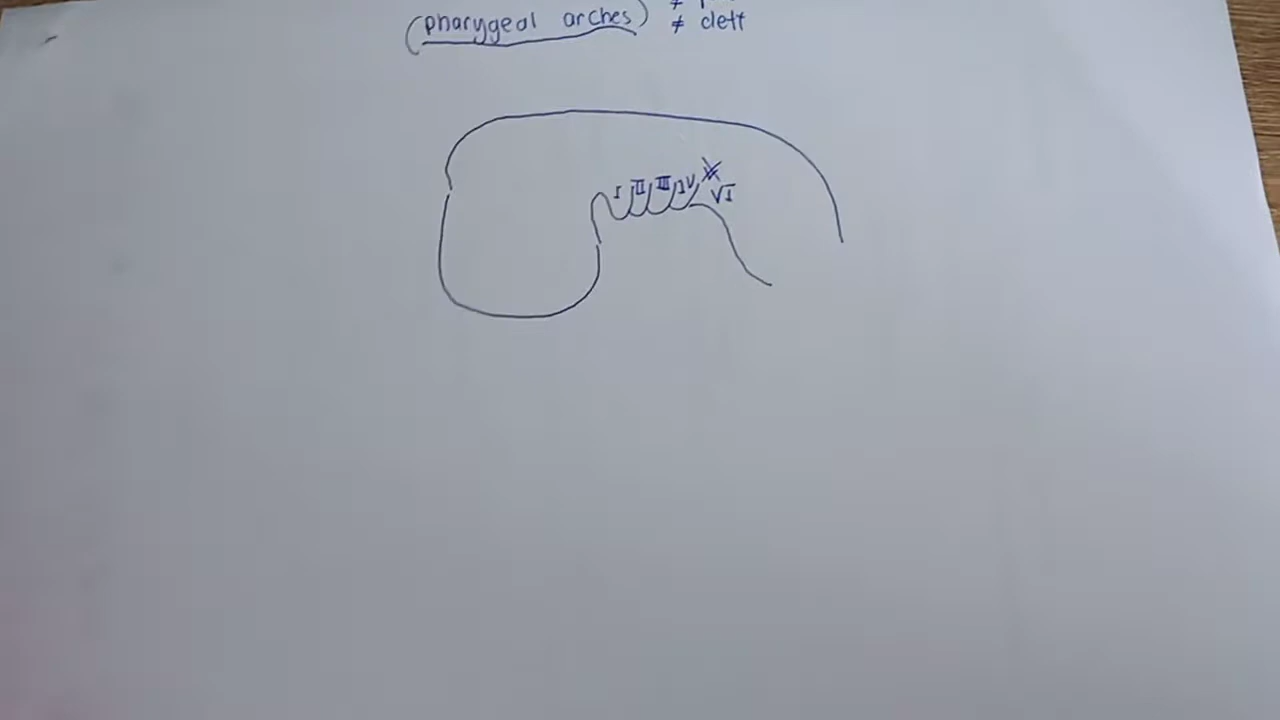 (pharygeal arches) ≠
≠ cleft
I II III IV V
VI